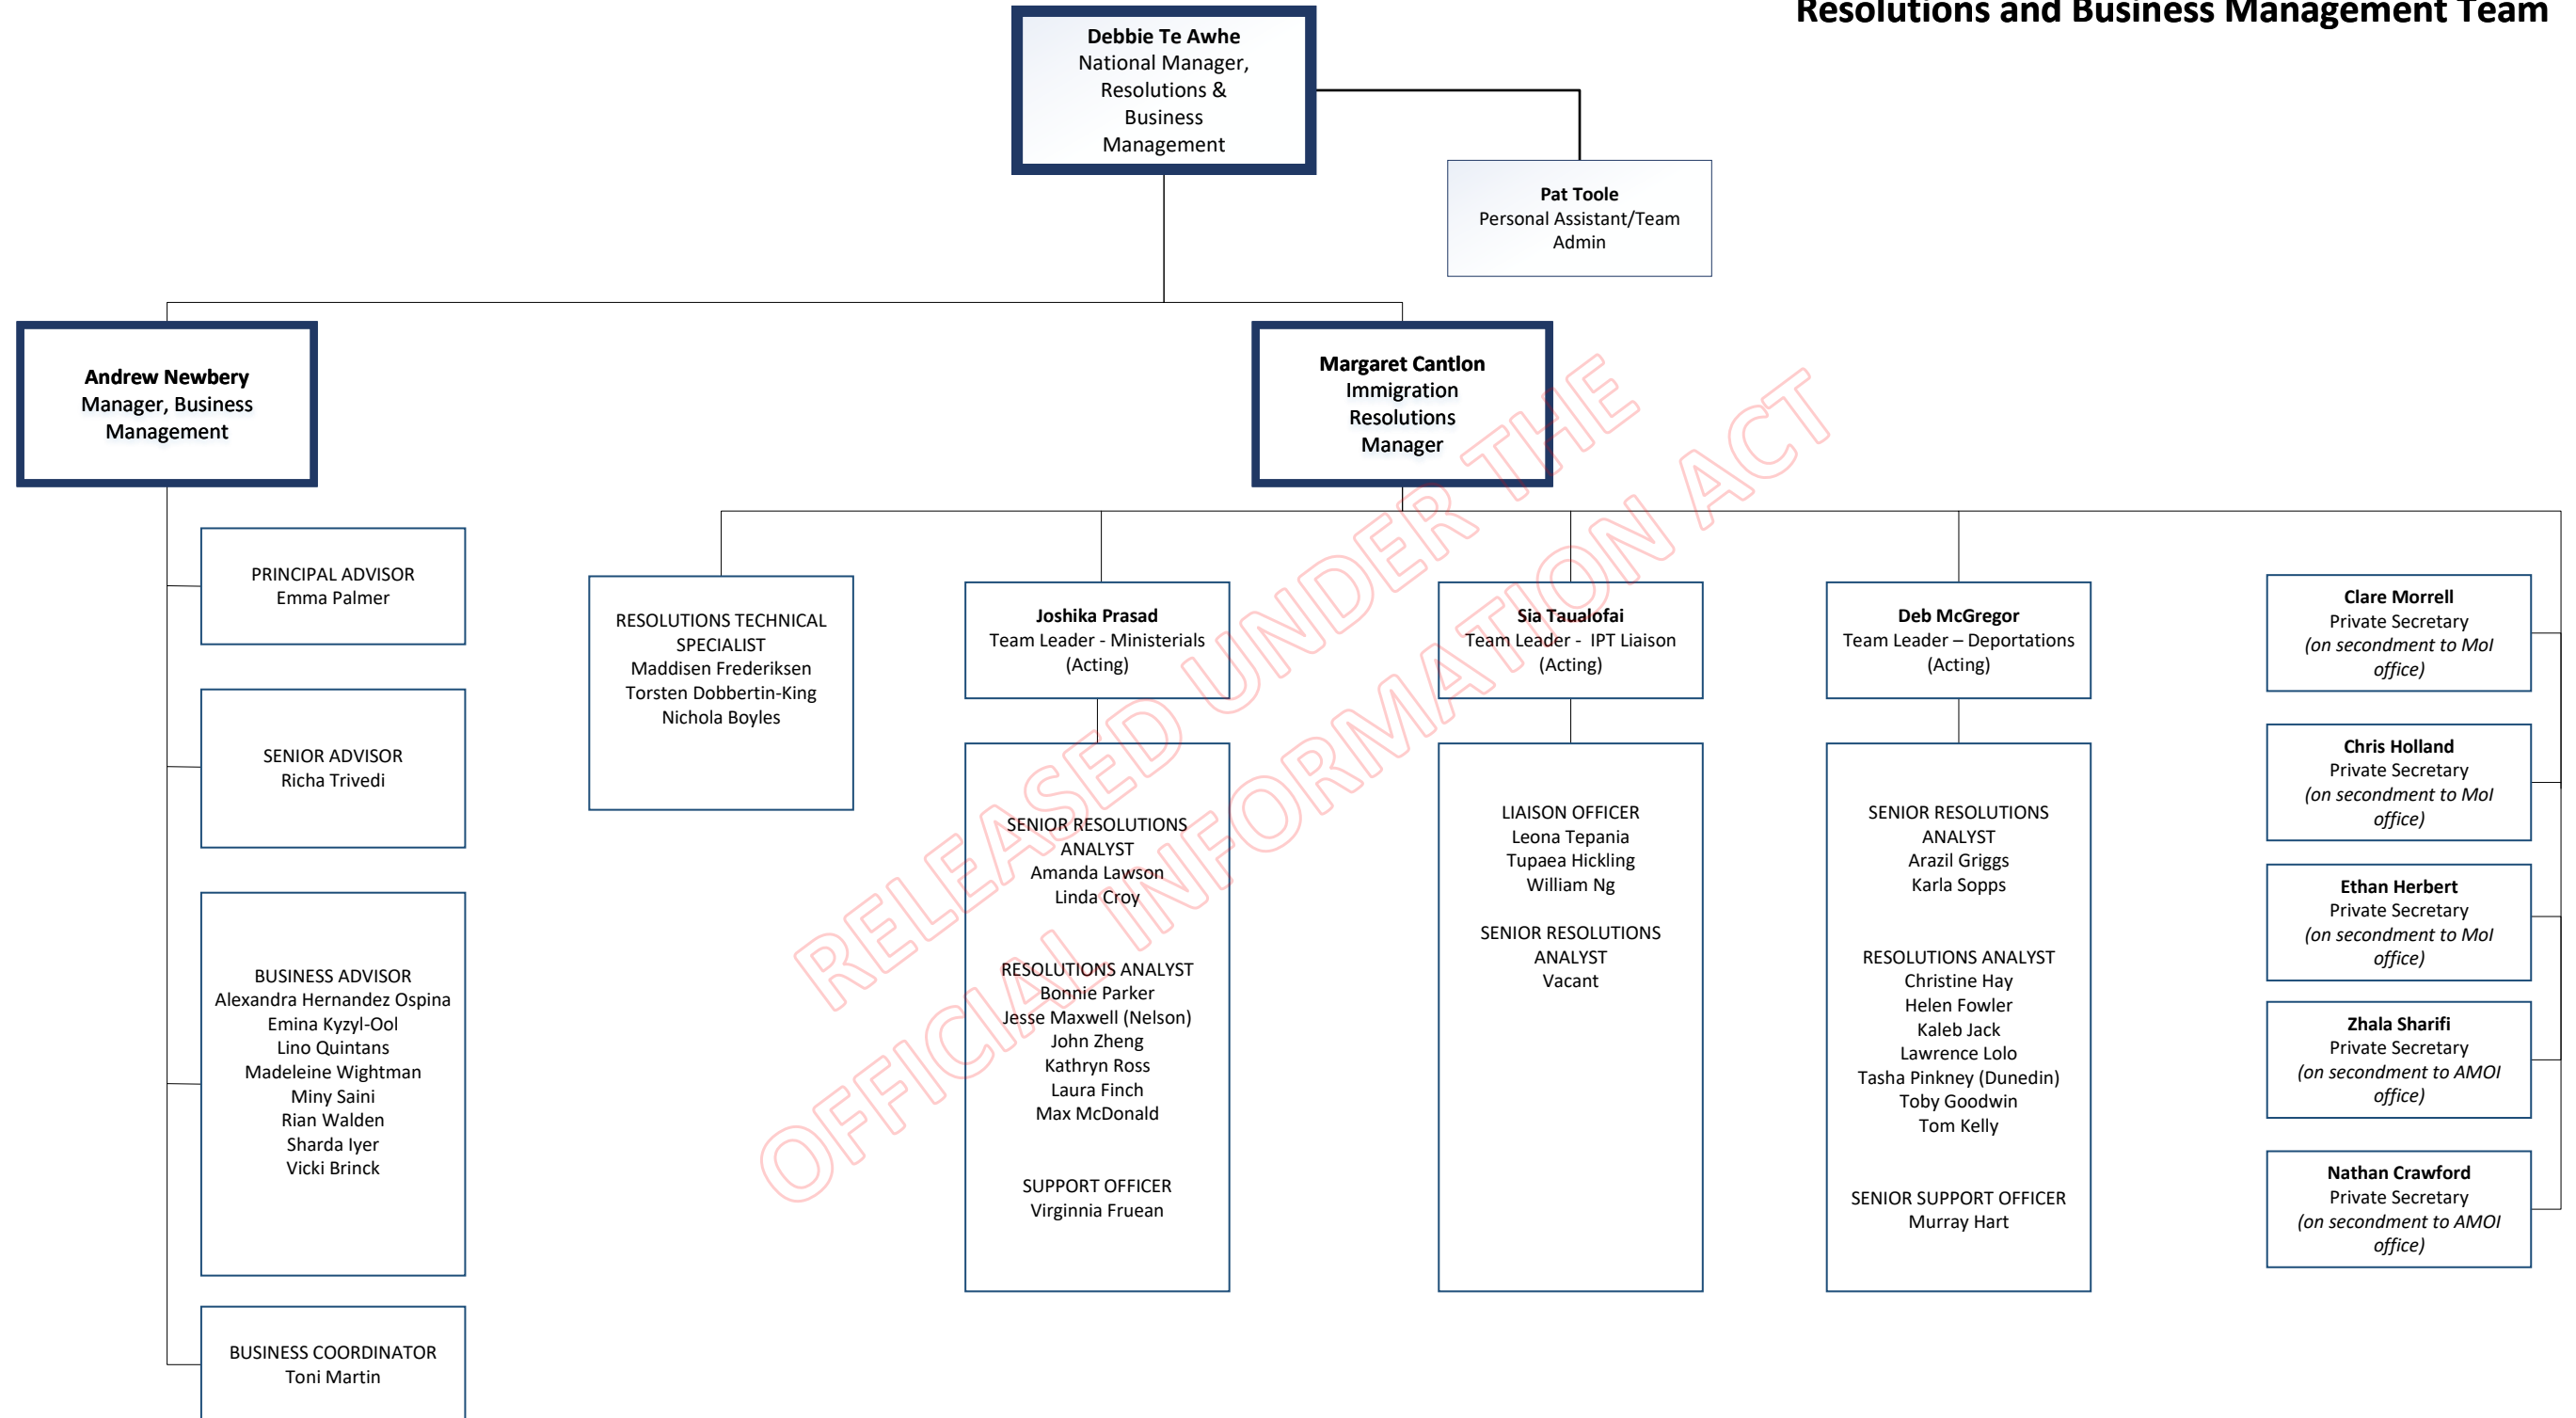 Resolutions and Business Management Team
Debbie Te Awhe
National Manager,
Resolutions &
Business
Management
Pat Toole
Personal Assistant/Team
Admin
Andrew Newbery
Manager, Business
Management
Margaret Cantlon
Immigration
Resolutions
Manager
PRINCIPAL ADVISOR
Emma Palmer
SENIOR ADVISOR
Richa Trivedi
BUSINESS ADVISOR
Alexandra Hernandez Ospina
Emina Kyzyl-Ool
Lino Quintans
Madeleine Wightman
Miny Saini
Rian Walden
Sharda Iyer
Vicki Brinck
BUSINESS COORDINATOR
Toni Martin
RESOLUTIONS TECHNICAL
SPECIALIST
Maddisen Frederiksen
Torsten Dobbertin-King
Nichola Boyles
Joshika Prasad
Team Leader - Ministerials
(Acting)
SENIOR RESOLUTIONS
ANALYST
Amanda Lawson
Linda Croy
RESOLUTIONS ANALYST
Bonnie Parker
Jesse Maxwell (Nelson)
John Zheng
Kathryn Ross
Laura Finch
Max McDonald
SUPPORT OFFICER
Virginnia Fruean
Sia Taualofai
Team Leader - IPT Liaison
(Acting)
LIAISON OFFICER
Leona Tepania
Tupaea Hickling
William Ng
SENIOR RESOLUTIONS
ANALYST
Vacant
Deb McGregor
Team Leader – Deportations
(Acting)
SENIOR RESOLUTIONS
ANALYST
Arazil Griggs
Karla Sopps
RESOLUTIONS ANALYST
Christine Hay
Helen Fowler
Kaleb Jack
Lawrence Lolo
Tasha Pinkney (Dunedin)
Toby Goodwin
Tom Kelly
SENIOR SUPPORT OFFICER
Murray Hart
Clare Morrell
Private Secretary
(on secondment to MoI
office)
Chris Holland
Private Secretary
(on secondment to MoI
office)
Ethan Herbert
Private Secretary
(on secondment to MoI
office)
Zhala Sharifi
Private Secretary
(on secondment to AMOI
office)
Nathan Crawford
Private Secretary
(on secondment to AMOI
office)
RELEASED UNDER THE
OFFICIAL INFORMATION ACT